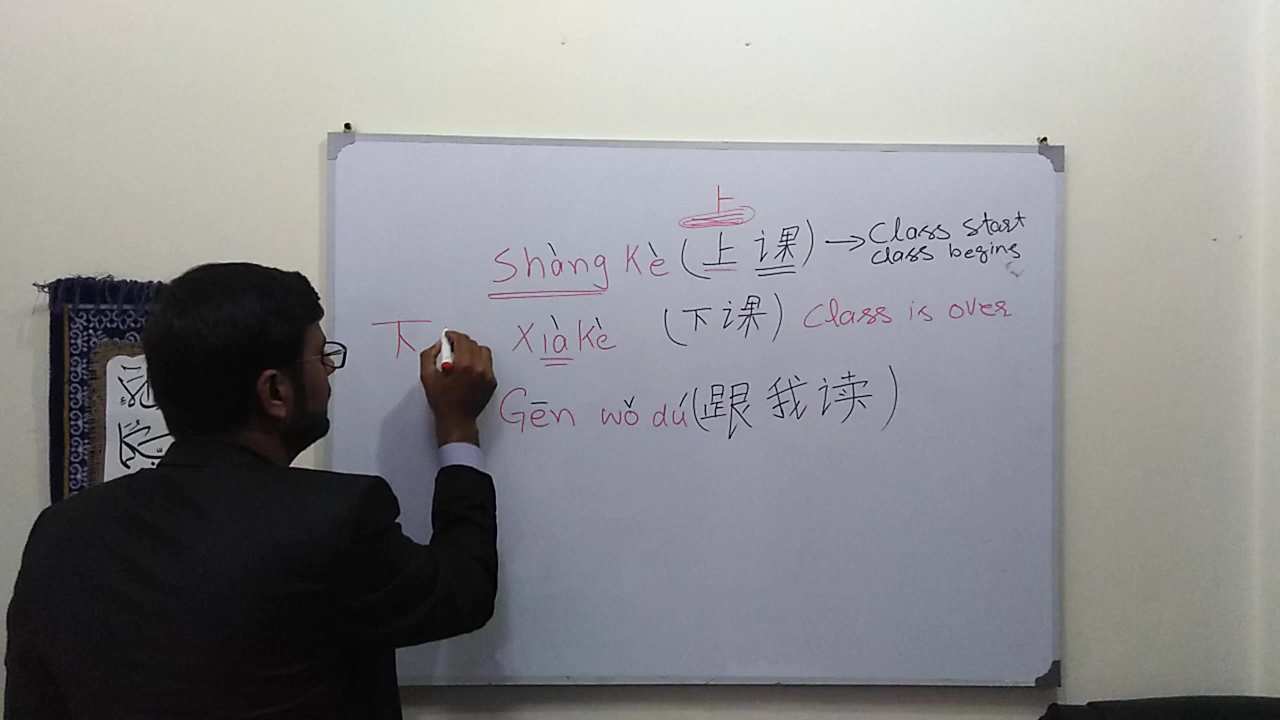 上
Shàng Kè (上 课) → Class start
class begins
下
Xià Kè (下 课) Class is over
Gēn wǒ dú (跟 我 读)